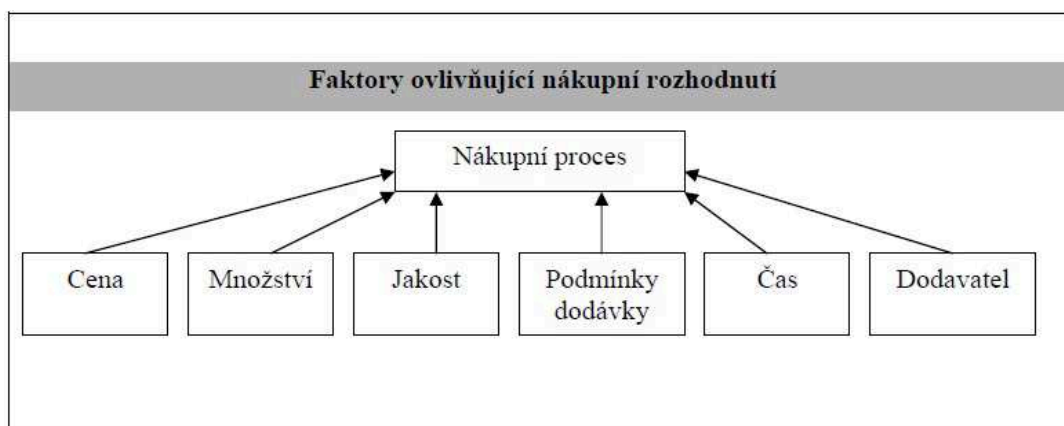 Faktory ovlivňující nákupní rozhodnutí
Nákupní proces
Cena
Množství
Jakost
Podmínky
dodávky
Čas
Dodavatel